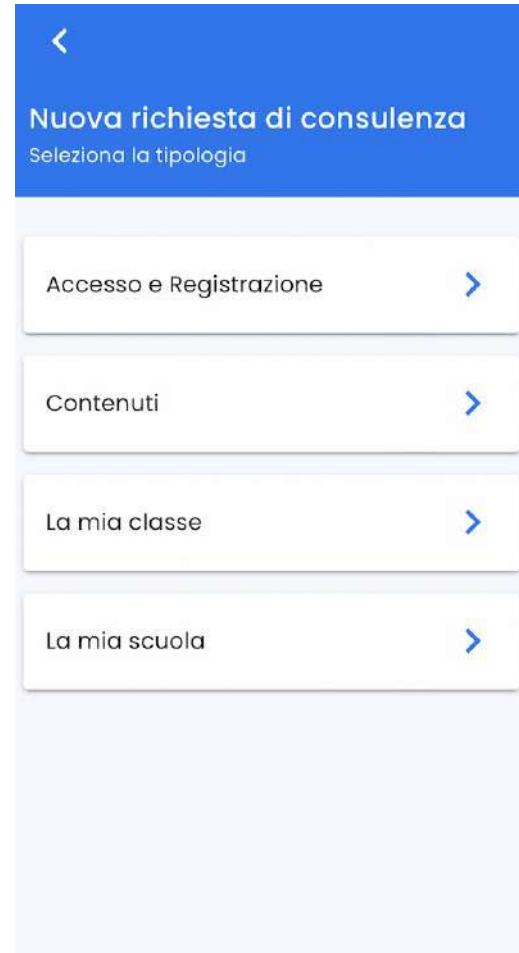 Nuova richiesta di consulenza
Seleziona la tipologia
Accesso e Registrazione
Contenuti
La mia classe
La mia scuola